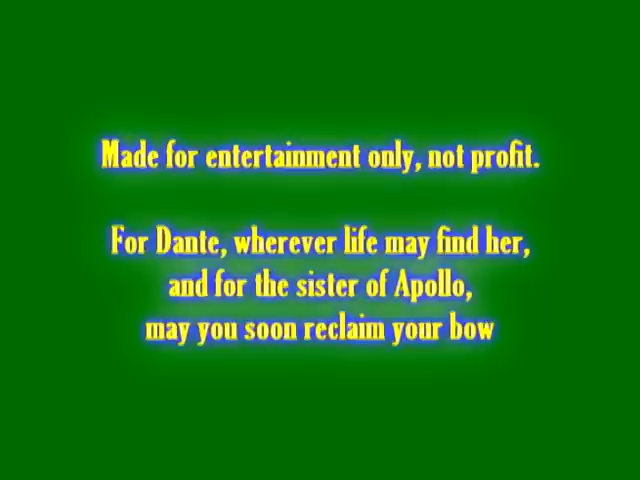 Made for entertainment only, not profit.
For Dante, wherever life may find her,
and for the sister of Apollo,
may you soon reclaim your bow